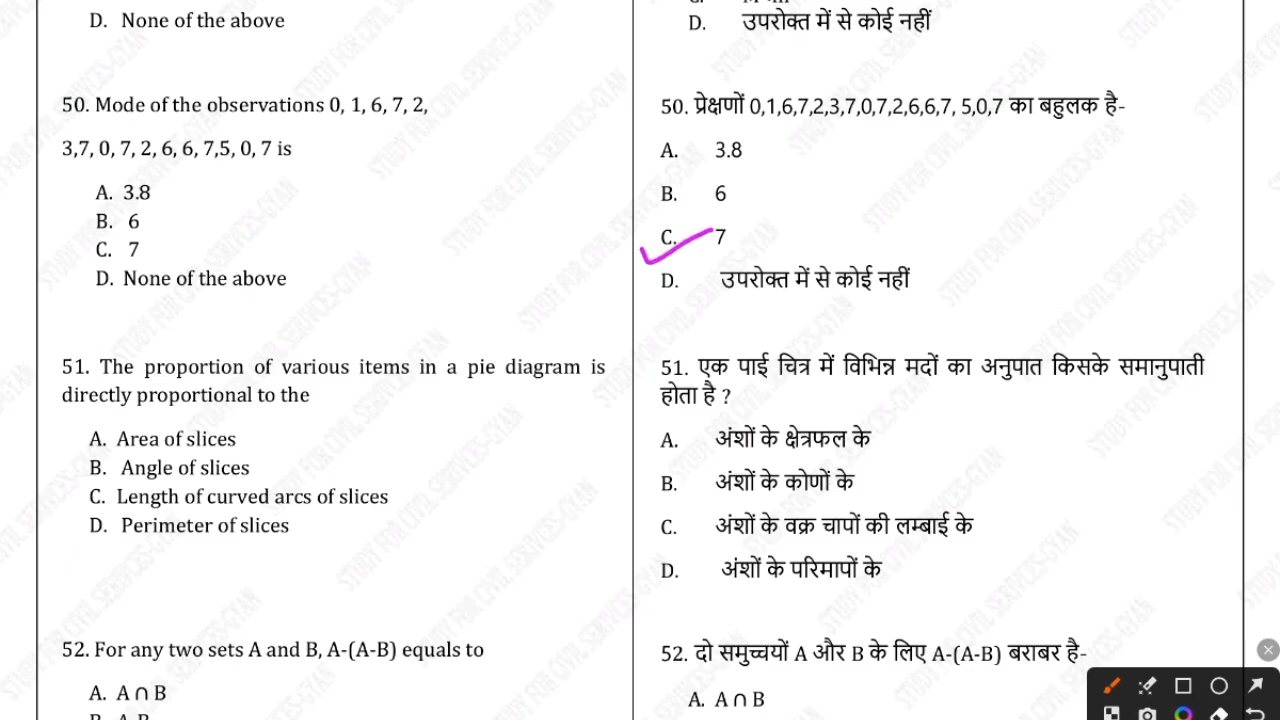 D. None of the above
50. Mode of the observations 0, 1, 6, 7, 2,
3,7, 0, 7, 2, 6, 6, 7,5, 0, 7 is
A. 3.8
B. 6
C. 7
D. None of the above
51. The proportion of various items in a pie diagram is
directly proportional to the
A. Area of slices
B. Angle of slices
C. Length of curved arcs of slices
D. Perimeter of slices
52. For any two sets A and B, A-(A-B) equals to
A. A ∩ B
D. उपरोक्त में से कोई नहीं
50. प्रेक्षणों 0,1,6,7,2,3,7,0,7,2,6,6,7, 5,0,7 का बहुलक है-
A. 3.8
B. 6
C. 7
D. उपरोक्त में से कोई नहीं
51. एक पाई चित्र में विभिन्न मदों का अनुपात किसके समानुपाती
होता है ?
A. अंशों के क्षेत्रफल के
B. अंशों के कोणों के
C. अंशों के वक्र चापों की लम्बाई के
D. अंशों के परिमापों के
52. दो समुच्चयों A और B के लिए A-(A-B) बराबर है-
A. A ∩ B
STUDY FOR CIVIL SERVICES-GYAN